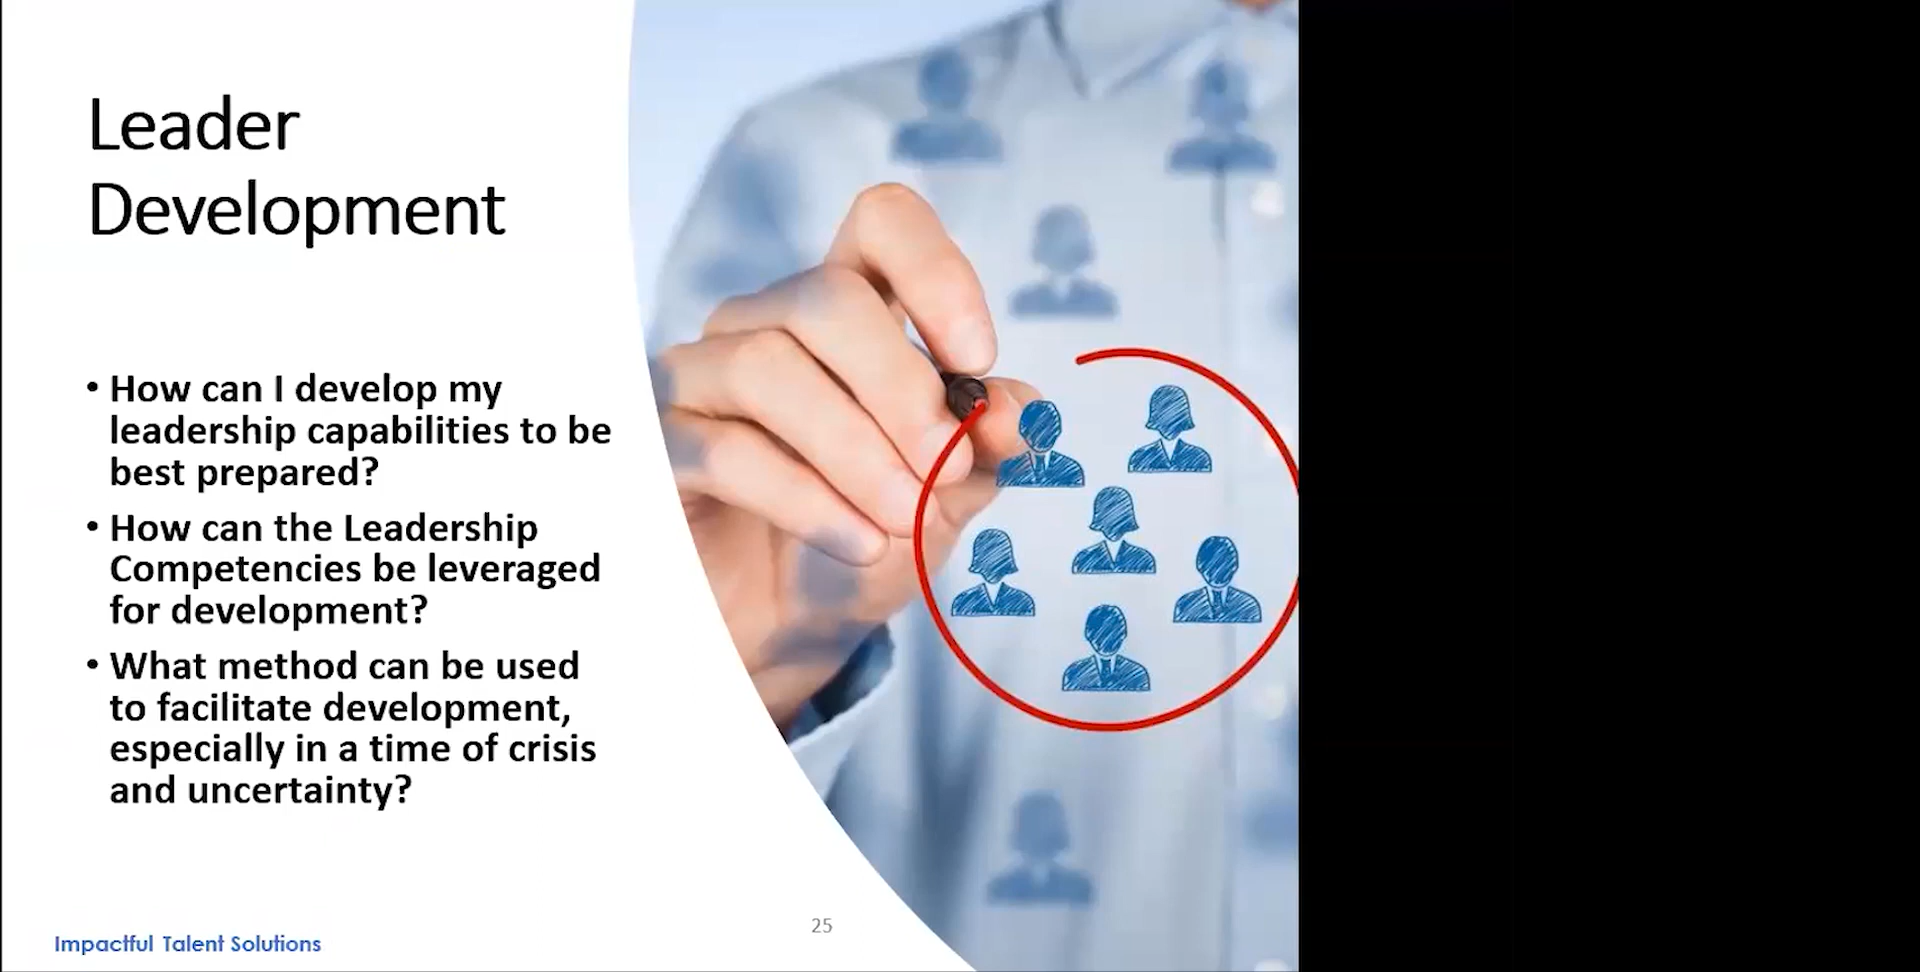 Leader
Development
• How can I develop my
leadership capabilities to be
best prepared?
• How can the Leadership
Competencies be leveraged
for development?
• What method can be used
to facilitate development,
especially in a time of crisis
and uncertainty?
25
Impactful Talent Solutions